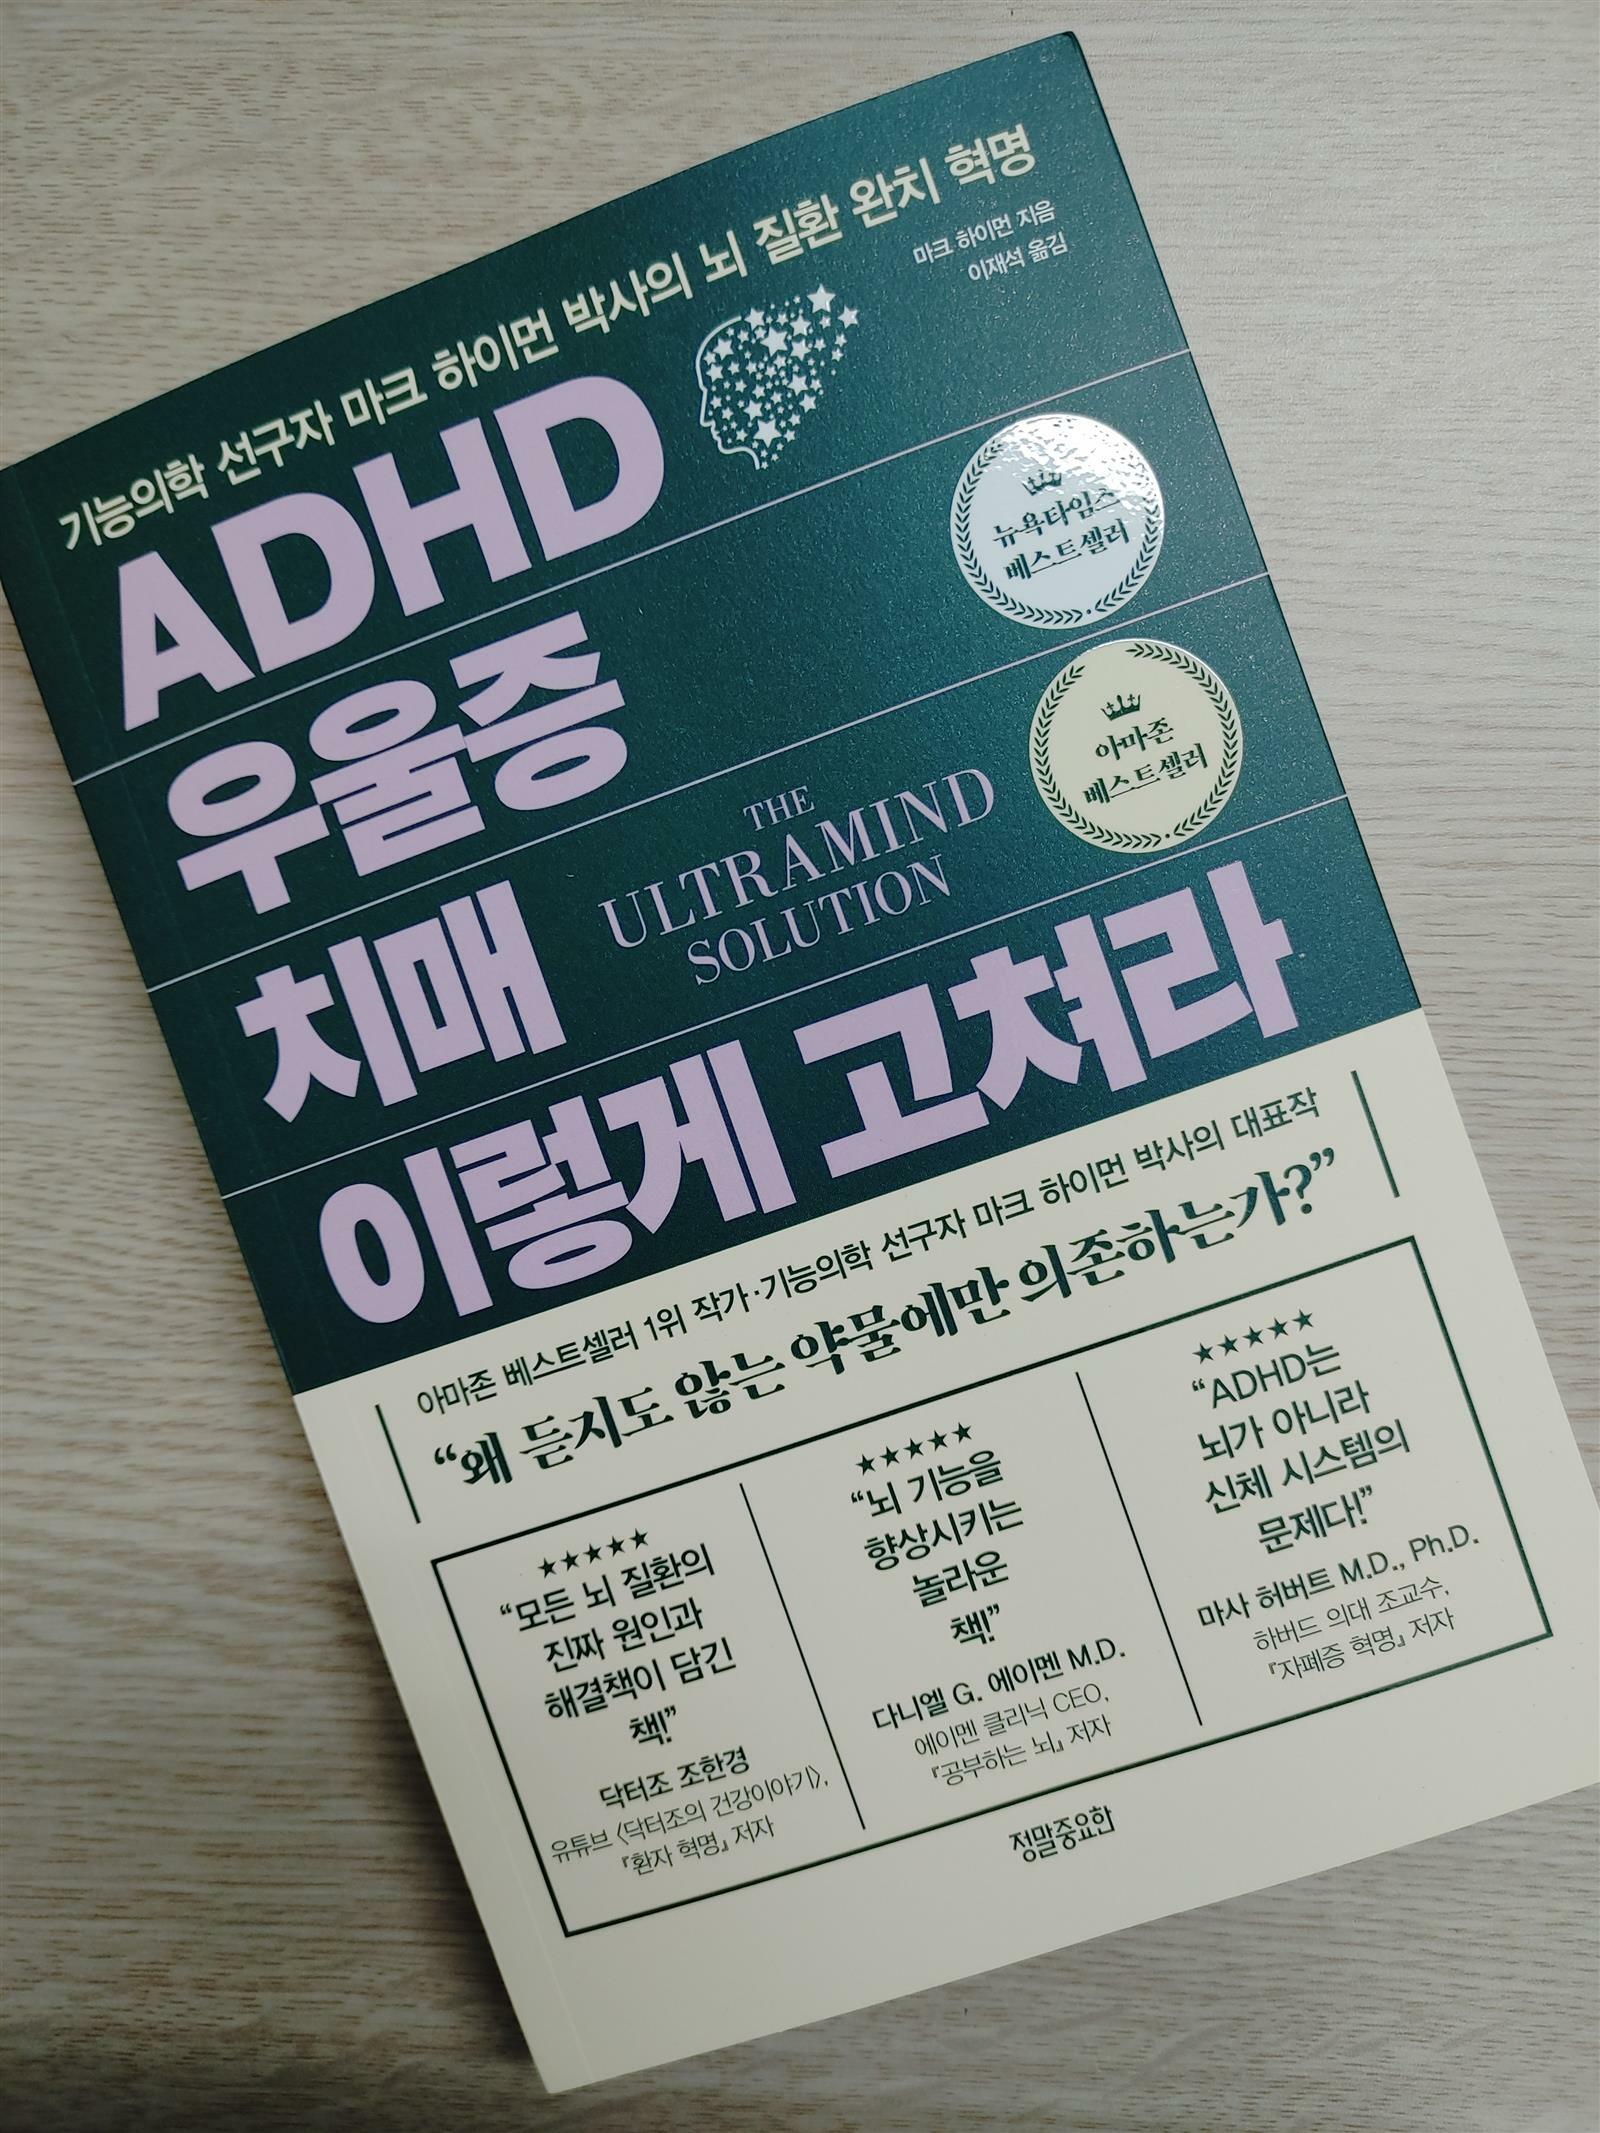 기능의학 선구자 마크 하이먼 박사의 뇌 질환 완치 혁명
마크 하이먼 지음
이재석 옮김
ADHD
우울증
치매
이렇게 고쳐라
THE
ULTRAMIND
SOLUTION
뉴욕타임즈
베스트셀러
아마존
베스트셀러
아마존 베스트셀러 1위 작가·기능의학 선구자 마크 하이먼 박사의 대표작
“왜 듣지도 않는 약물에만 의존하는가?”
★★★★★
“모든 뇌 질환의
진짜 원인과
해결책이 담긴
책!”
닥터조 조한경
유튜브 〈닥터조의 건강이야기〉,
『환자 혁명』 저자
★★★★★
“뇌 기능을
향상시키는
놀라운
책!”
다니엘 G. 에이멘 M.D.
에이멘 클리닉 CEO,
『공부하는 뇌』 저자
★★★★★
“ADHD는
뇌가 아니라
신체 시스템의
문제다!”
마사 허버트 M.D., Ph.D.
하버드 의대 조교수,
『자폐증 혁명』 저자
정말중요한